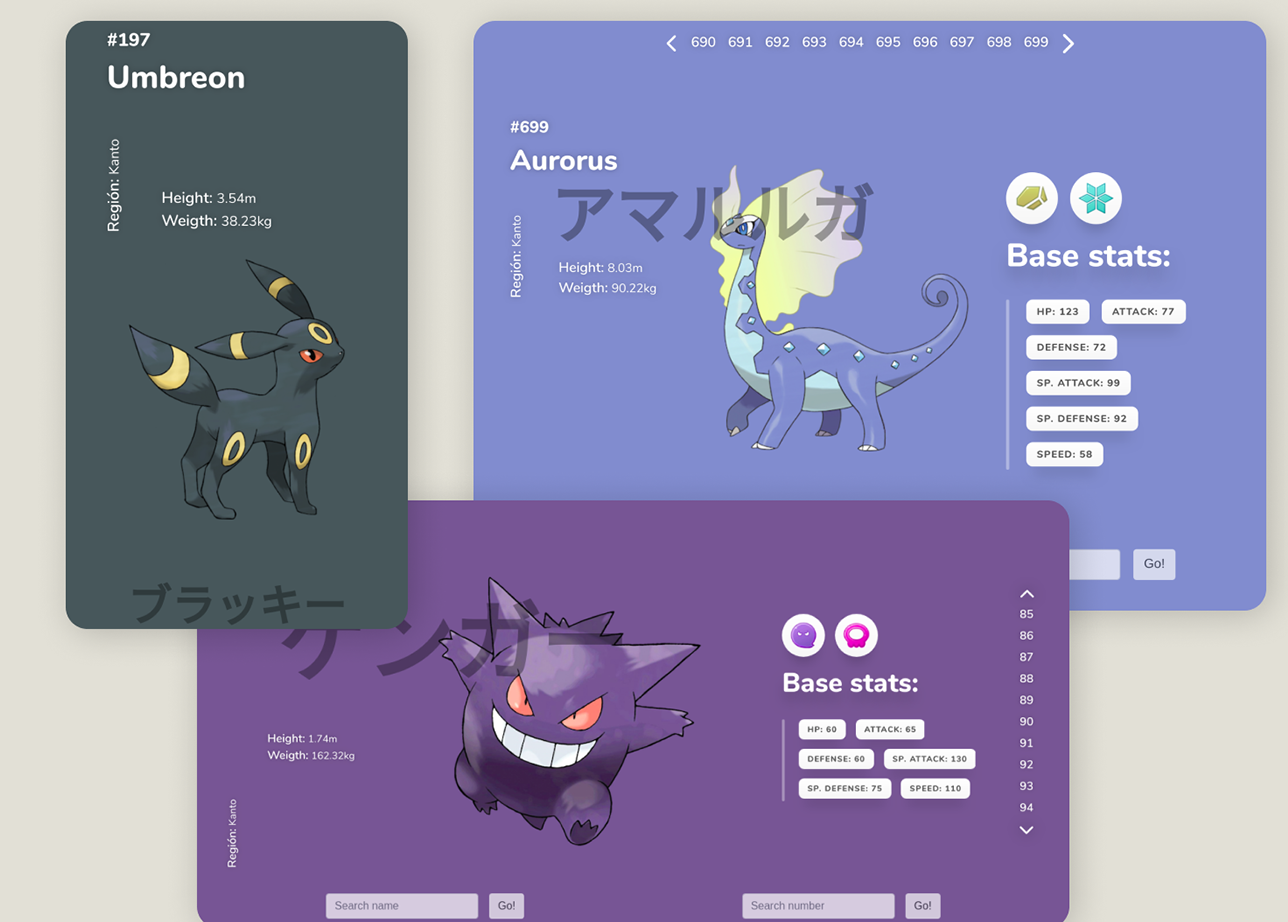 #197
Umbreon
Región: Kanto
Height: 3.54m
Weigth: 38.23kg
ブラッキー
690 691 692 693 694 695 696 697 698 699
#699
Aurorus
アマルルガ
Región: Kanto
Height: 8.03m
Weigth: 90.22kg
Base stats:
HP: 123 ATTACK: 77
DEFENSE: 72
SP. ATTACK: 99
SP. DEFENSE: 92
SPEED: 58
Go!
ゲンガー
Height: 1.74m
Weigth: 162.32kg
Región: Kanto
Base stats:
HP: 60 ATTACK: 65
DEFENSE: 60 SP. ATTACK: 130
SP. DEFENSE: 75 SPEED: 110
85
86
87
88
89
90
91
92
93
94
Search name Go!
Search number Go!